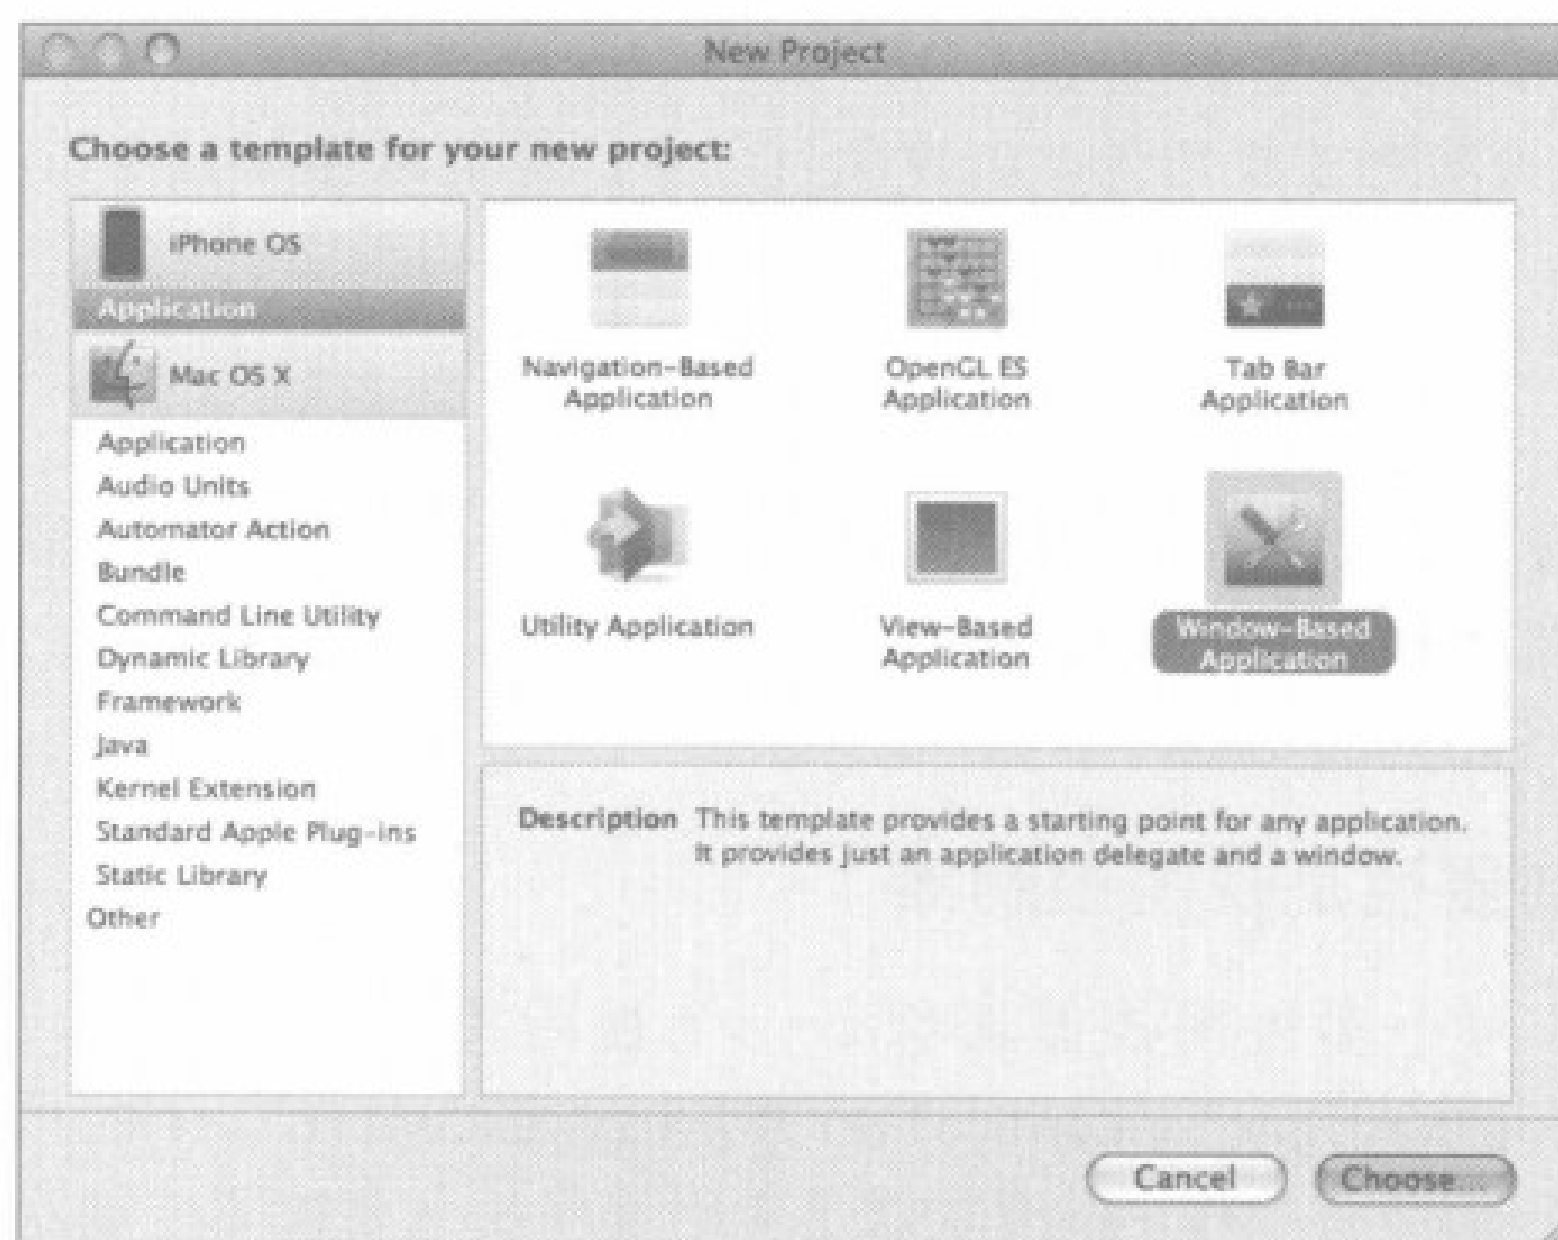 New Project
Choose a template for your new project:
iPhone OS
Application
Mac OS X
Application
Audio Units
Automator Action
Bundle
Command Line Utility
Dynamic Library
Framework
Java
Kernel Extension
Standard Apple Plug-ins
Static Library
Other
Navigation-Based
Application
OpenGL ES
Application
Tab Bar
Application
Utility Application
View-Based
Application
Window-Based
Application
Description This template provides a starting point for any application.
It provides just an application delegate and a window.
Cancel
Choose...